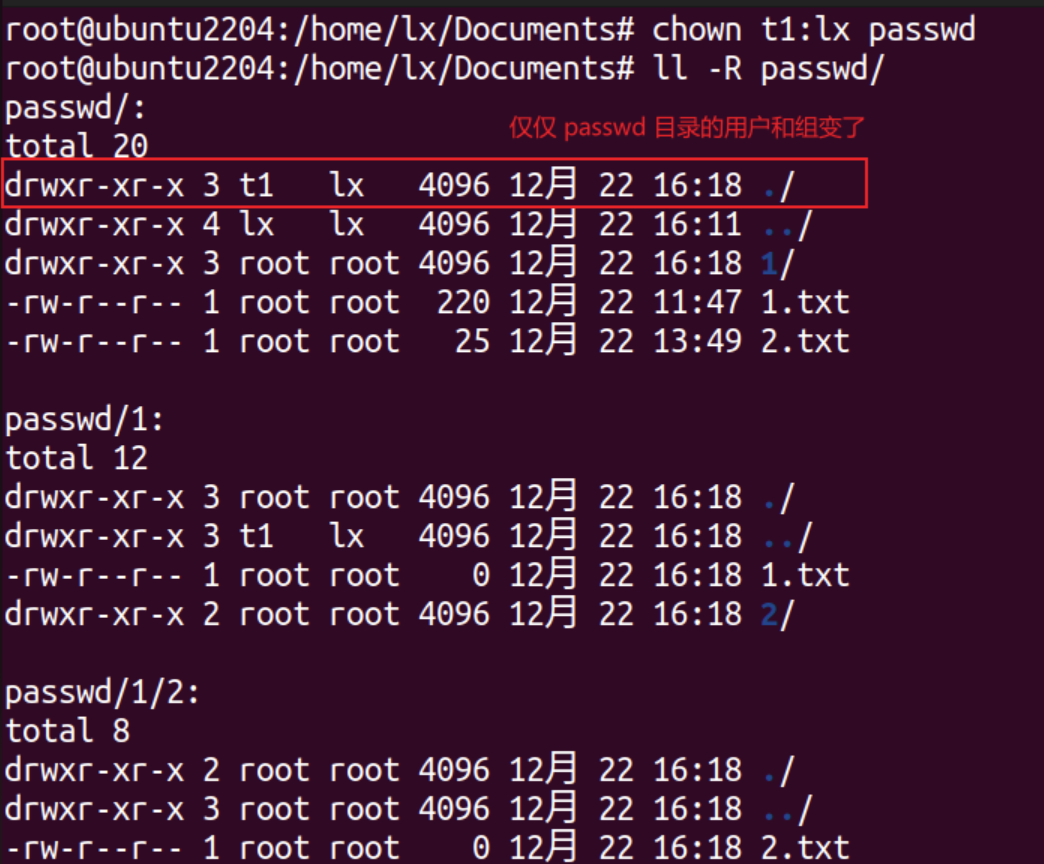 root@ubuntu2204:/home/lx/Documents# chown t1:lx passwd
root@ubuntu2204:/home/lx/Documents# ll -R passwd/
passwd/:
仅仅 passwd 目录的用户和组变了
total 20
drwxr-xr-x 3 t1   lx   4096 12月 22 16:18 ./
drwxr-xr-x 4 lx   lx   4096 12月 22 16:11 ../
drwxr-xr-x 3 root root 4096 12月 22 16:18 1/
-rw-r--r-- 1 root root  220 12月 22 11:47 1.txt
-rw-r--r-- 1 root root   25 12月 22 13:49 2.txt

passwd/1:
total 12
drwxr-xr-x 3 root root 4096 12月 22 16:18 ./
drwxr-xr-x 3 t1   lx   4096 12月 22 16:18 ../
-rw-r--r-- 1 root root    0 12月 22 16:18 1.txt
drwxr-xr-x 2 root root 4096 12月 22 16:18 2/

passwd/1/2:
total 8
drwxr-xr-x 2 root root 4096 12月 22 16:18 ./
drwxr-xr-x 3 root root 4096 12月 22 16:18 ../
-rw-r--r-- 1 root root    0 12月 22 16:18 2.txt